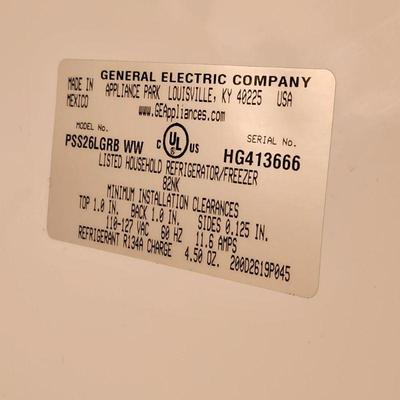 GENERAL ELECTRIC COMPANY
MADE IN MEXICO
APPLIANCE PARK LOUISVILLE, KY 40225 USA
www.GEAppliances.com
MODEL No. SERIAL No.
PSS26LGRB WW C UL US HG413666
LISTED HOUSEHOLD REFRIGERATOR/FREEZER
82NK
MINIMUM INSTALLATION CLEARANCES
TOP 1.0 IN. BACK 1.0 IN. SIDES 0.125 IN.
110-127 VAC 60 HZ 11.6 AMPS
REFRIGERANT R134A CHARGE 4.50 OZ. 200D2619P045